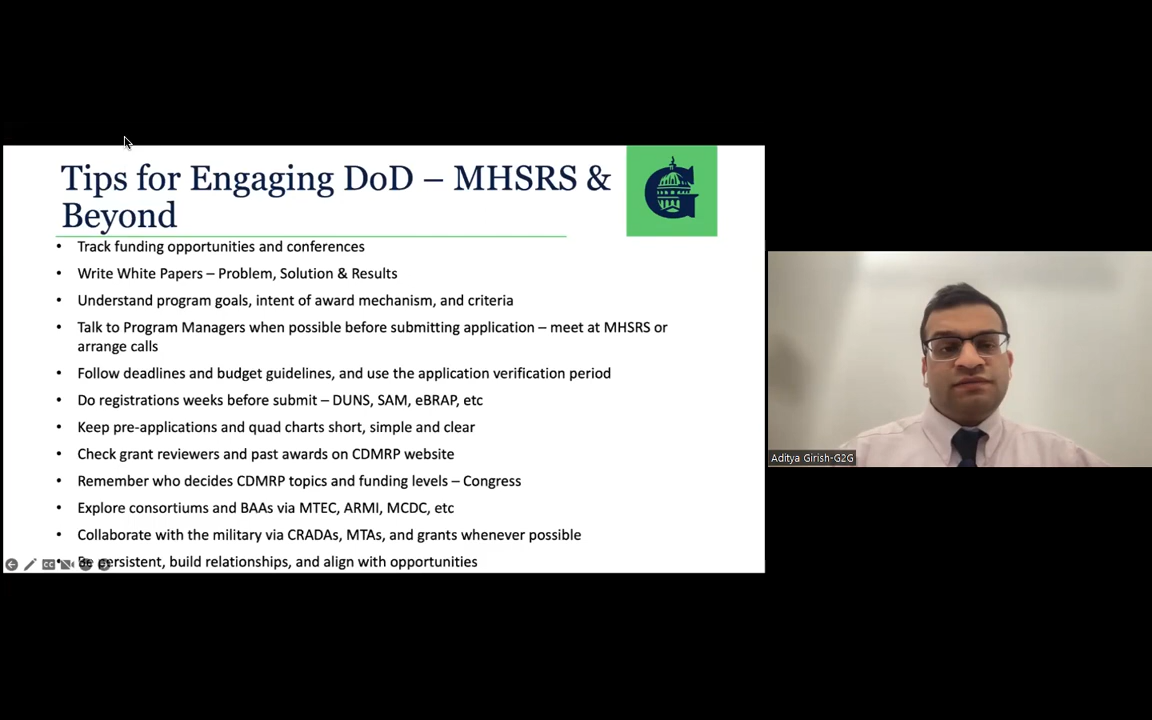 Tips for Engaging DoD – MHSRS &
Beyond
• Track funding opportunities and conferences
• Write White Papers – Problem, Solution & Results
• Understand program goals, intent of award mechanism, and criteria
• Talk to Program Managers when possible before submitting application – meet at MHSRS or
arrange calls
• Follow deadlines and budget guidelines, and use the application verification period
• Do registrations weeks before submit – DUNS, SAM, eBRAP, etc
• Keep pre-applications and quad charts short, simple and clear
• Check grant reviewers and past awards on CDMRP website
• Remember who decides CDMRP topics and funding levels – Congress
• Explore consortiums and BAAs via MTEC, ARMI, MCDC, etc
• Collaborate with the military via CRADAs, MTAs, and grants whenever possible
• Be persistent, build relationships, and align with opportunities
G
CC
Aditya Girish-G2G